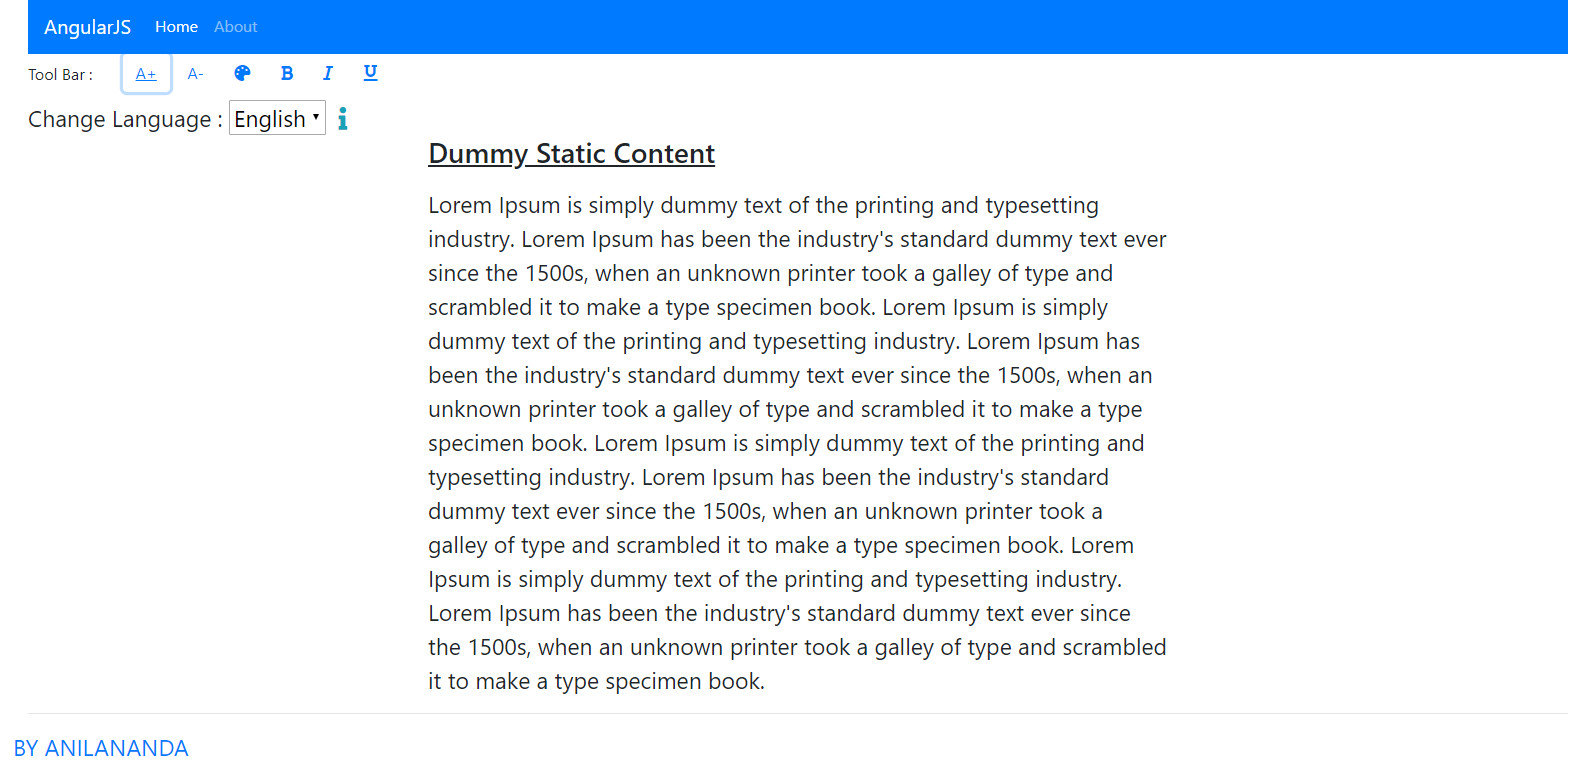 AngularJS Home About
Tool Bar : A+ A- B I U
Change Language : English
Dummy Static Content
Lorem Ipsum is simply dummy text of the printing and typesetting
industry. Lorem Ipsum has been the industry's standard dummy text ever
since the 1500s, when an unknown printer took a galley of type and
scrambled it to make a type specimen book. Lorem Ipsum is simply
dummy text of the printing and typesetting industry. Lorem Ipsum has
been the industry's standard dummy text ever since the 1500s, when an
unknown printer took a galley of type and scrambled it to make a type
specimen book. Lorem Ipsum is simply dummy text of the printing and
typesetting industry. Lorem Ipsum has been the industry's standard
dummy text ever since the 1500s, when an unknown printer took a
galley of type and scrambled it to make a type specimen book. Lorem
Ipsum is simply dummy text of the printing and typesetting industry.
Lorem Ipsum has been the industry's standard dummy text ever since
the 1500s, when an unknown printer took a galley of type and scrambled
it to make a type specimen book.
BY ANILANANDA